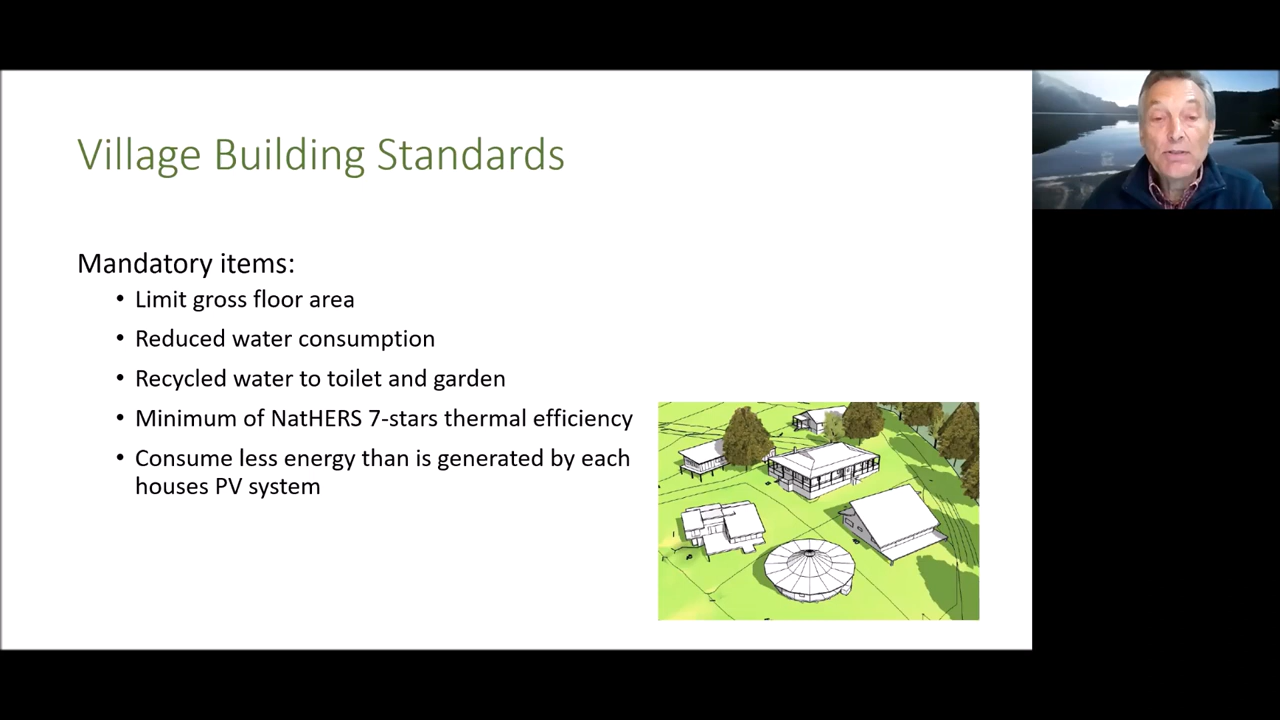 Village Building Standards
Mandatory items:
• Limit gross floor area
• Reduced water consumption
• Recycled water to toilet and garden
• Minimum of NatHERS 7-stars thermal efficiency
• Consume less energy than is generated by each
houses PV system